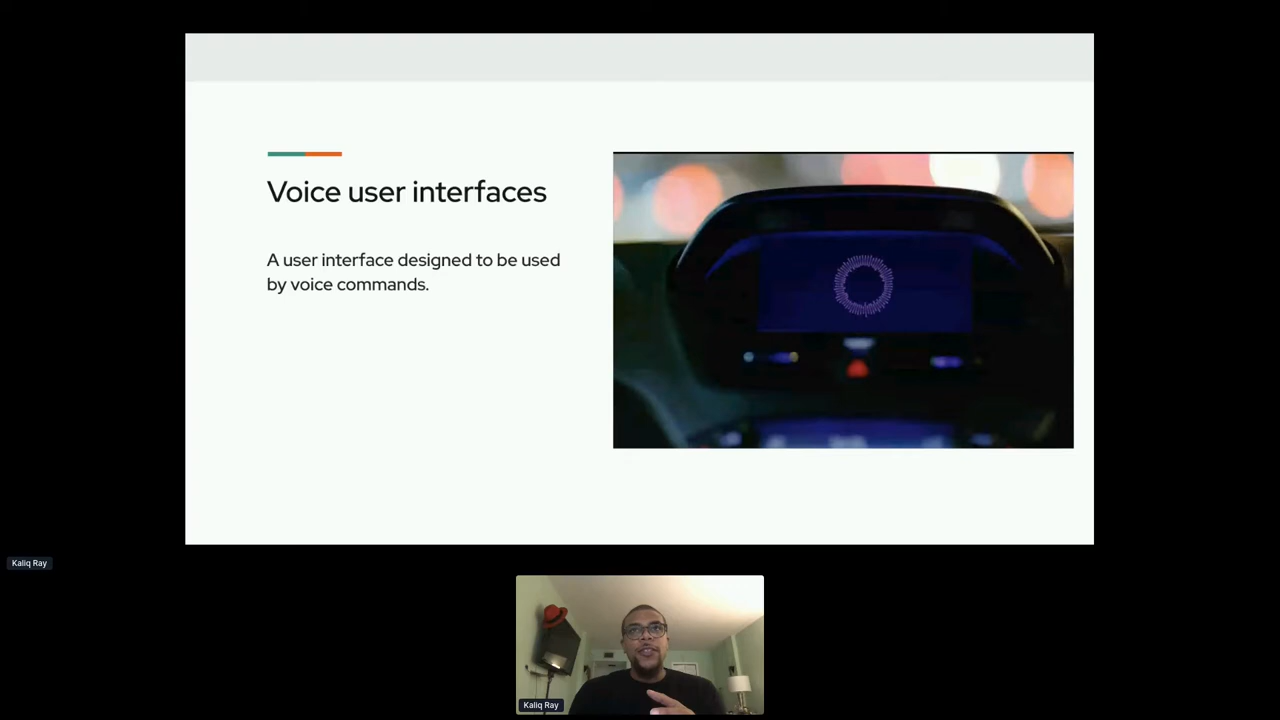 Voice user interfaces
A user interface designed to be used
by voice commands.
Kaliq Ray
Kaliq Ray